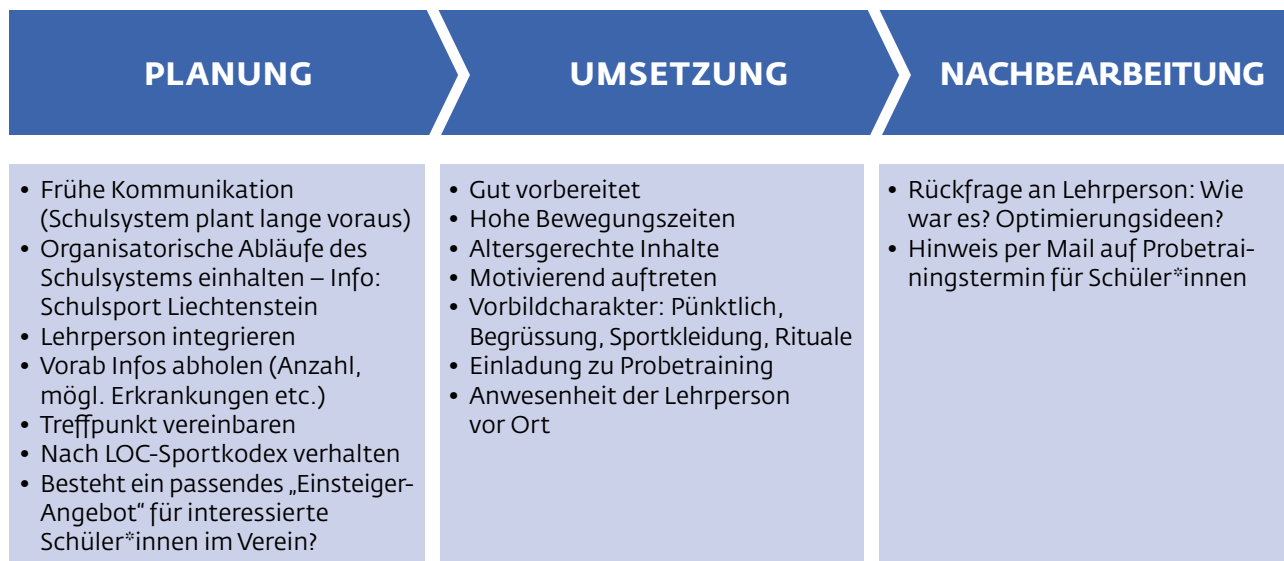 PLANUNG
UMSETZUNG
NACHBEARBEITUNG
• Frühe Kommunikation
(Schulsystem plant lange voraus)
• Organisatorische Abläufe des
Schulsystems einhalten – Info:
Schulsport Liechtenstein
• Lehrperson integrieren
• Vorab Infos abholen (Anzahl,
mögl. Erkrankungen etc.)
• Treffpunkt vereinbaren
• Nach LOC-Sportkodex verhalten
• Besteht ein passendes „Einsteiger-
Angebot“ für interessierte
Schüler*innen im Verein?
• Gut vorbereitet
• Hohe Bewegungszeiten
• Altersgerechte Inhalte
• Motivierend auftreten
• Vorbildcharakter: Pünktlich,
Begrüssung, Sportkleidung, Rituale
• Einladung zu Probetraining
• Anwesenheit der Lehrperson
vor Ort
• Rückfrage an Lehrperson: Wie
war es? Optimierungsideen?
• Hinweis per Mail auf Probetrai-
ningstermin für Schüler*innen